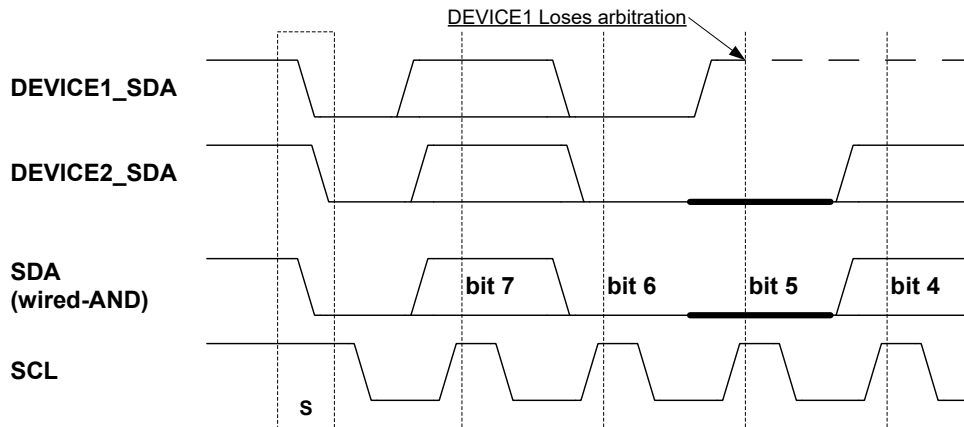 DEVICE1 Loses arbitration
DEVICE1_SDA
DEVICE2_SDA
SDA
(wired-AND)
bit 7 bit 6 bit 5 bit 4
SCL
S